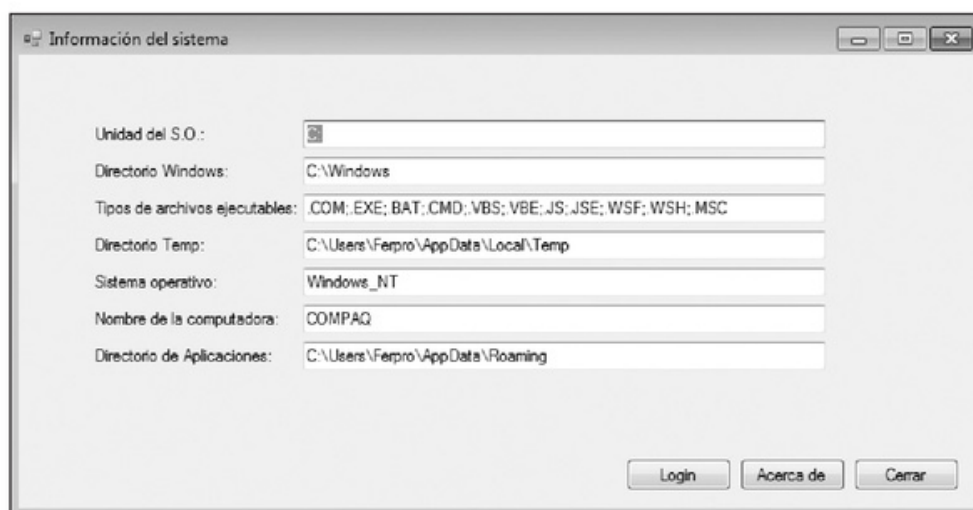 Información del sistema
Unidad del S.O.: C:
Directorio Windows: C:\Windows
Tipos de archivos ejecutables: .COM;.EXE;.BAT;.CMD;.VBS;.VBE;.JS;.JSE;.WSF;.WSH;.MSC
Directorio Temp: C:\Users\Ferpro\AppData\Local\Temp
Sistema operativo: Windows_NT
Nombre de la computadora: COMPAQ
Directorio de Aplicaciones: C:\Users\Ferpro\AppData\Roaming
Login Acerca de Cerrar